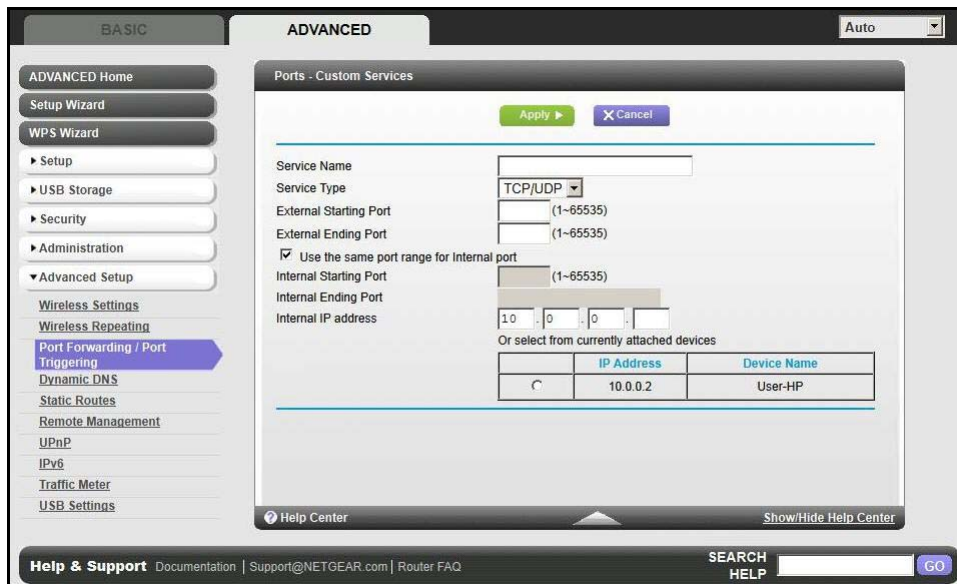 BASIC
ADVANCED
Auto
ADVANCED Home
Setup Wizard
WPS Wizard
Setup
USB Storage
Security
Administration
Advanced Setup
Wireless Settings
Wireless Repeating
Port Forwarding / Port
Triggering
Dynamic DNS
Static Routes
Remote Management
UPnP
IPv6
Traffic Meter
USB Settings
Ports - Custom Services
Apply
X Cancel
Service Name
Service Type TCP/UDP
External Starting Port (1~65535)
External Ending Port (1~65535)
Use the same port range for Internal port
Internal Starting Port (1~65535)
Internal Ending Port
Internal IP address 10 . 0 . 0 .
Or select from currently attached devices
IP Address Device Name
10.0.0.2 User-HP
? Help Center
Show/Hide Help Center
Help & Support Documentation | Support@NETGEAR.com | Router FAQ
SEARCH
HELP
GO